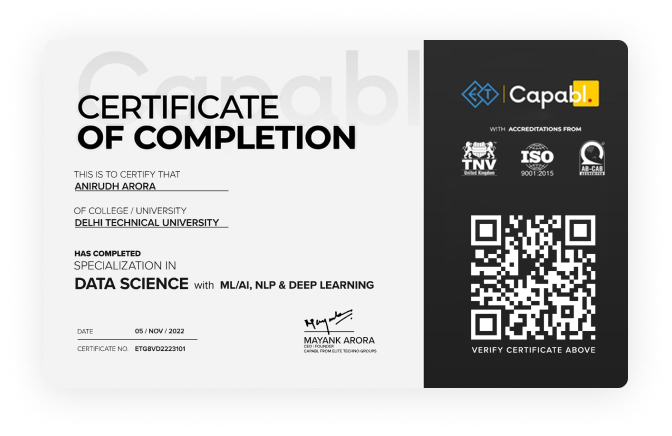 Capabl.
CERTIFICATE
OF COMPLETION
THIS IS TO CERTIFY THAT
ANIRUDH ARORA
OF COLLEGE / UNIVERSITY
DELHI TECHNICAL UNIVERSITY
HAS COMPLETED
SPECIALIZATION IN
DATA SCIENCE with ML/AI, NLP & DEEP LEARNING
DATE 05 / NOV / 2022
CERTIFICATE NO. ETG8VD2223101
MAYANK ARORA
CEO | FOUNDER
CAPABL FROM ELITE TECHNO GROUPS
ET Capabl.
WITH ACCREDITATIONS FROM
TNV
United Kingdom
ISO
9001:2015
AB-CAB
ACCREDITED
VERIFY CERTIFICATE ABOVE